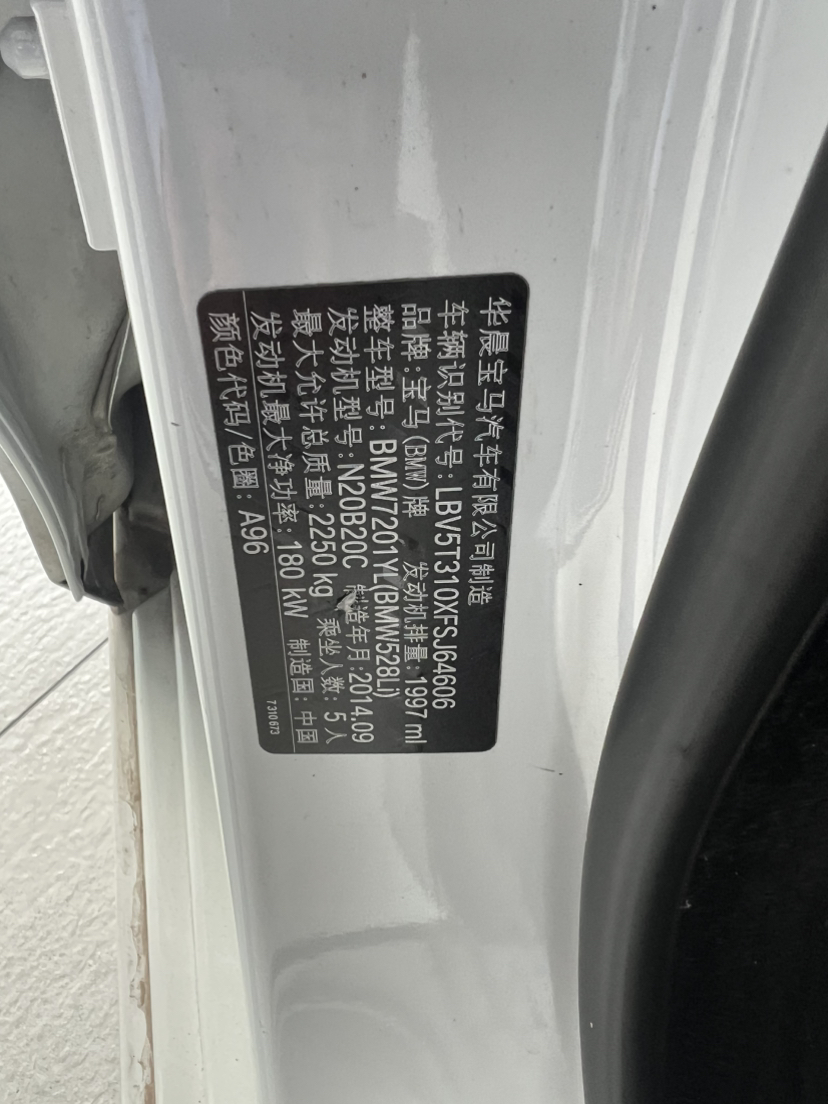 华晨宝马汽车有限公司制造
车辆识别代号:LBV5T310XFSJ64606
品牌:宝马(BMW)牌 发动机排量:1997 ml
整车型号:BMW7201YL(BMW528Li)
发动机型号:N20B20C 制造年月:2014.09
最大允许总质量:2250 kg 乘坐人数:5人
发动机最大净功率:180 kW 制造国:中国
颜色代码/色圈:A96 7310673